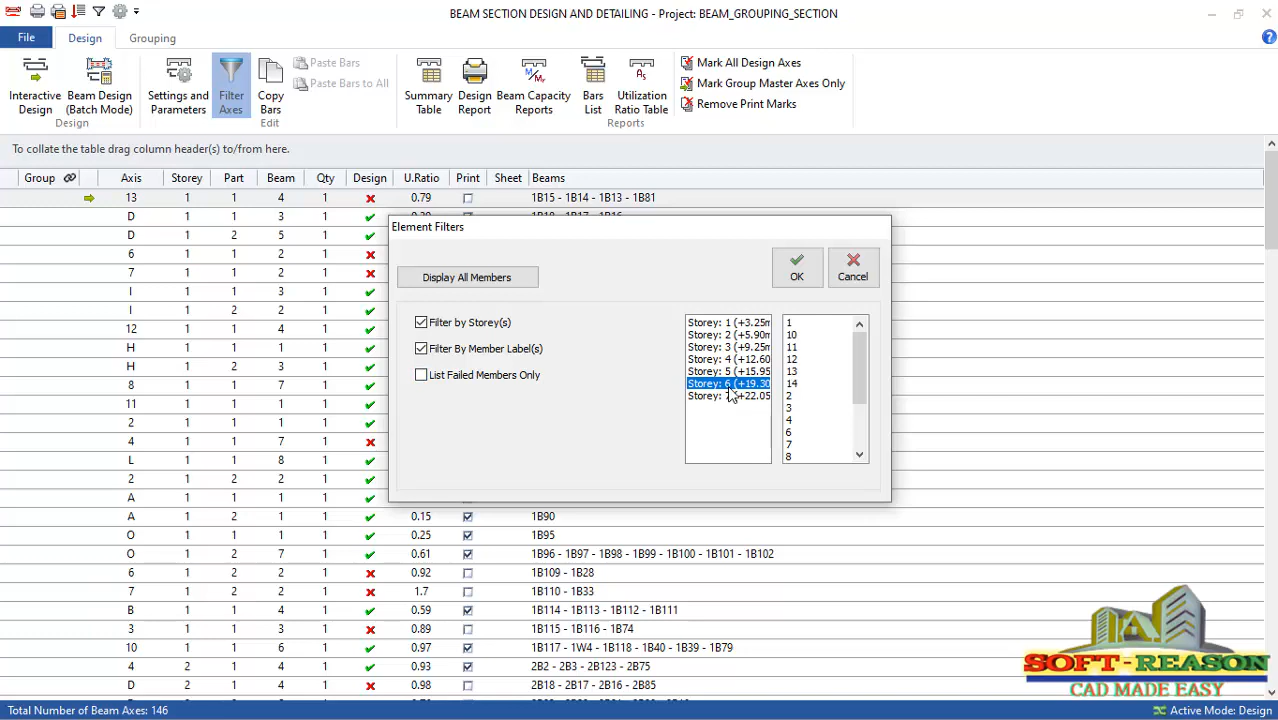 BEAM SECTION DESIGN AND DETAILING - Project: BEAM_GROUPING_SECTION
File Design Grouping
Interactive Design
Beam Design (Batch Mode)
Design
Settings and Parameters
Filter Axes
Copy Bars
Paste Bars
Paste Bars to All
Edit
Summary Table
Design Report
Beam Capacity Reports
Bars List
Utilization Ratio Table
Reports
Mark All Design Axes
Mark Group Master Axes Only
Remove Print Marks
To collate the table drag column header(s) to/from here.
Group Axis Storey Part Beam Qty Design U.Ratio Print Sheet Beams
13 1 1 4 1 0.79 1B15 - 1B14 - 1B13 - 1B81
D 1 1 3 1
D 1 2 5 1
6 1 1 2 1
7 1 1 2 1
I 1 1 3 1
I 1 2 2 1
12 1 1 4 1
H 1 1 1 1
H 1 2 3 1
8 1 1 7 1
11 1 1 2 1
2 1 1 1 1
4 1 1 7 1
L 1 1 8 1
2 1 2 2 1
A 1 1 1 1
A 1 2 1 1 0.15 1B90
O 1 1 1 1 0.25 1B95
O 1 2 7 1 0.61 1B96 - 1B97 - 1B98 - 1B99 - 1B100 - 1B101 - 1B102
6 1 2 2 1 0.92 1B109 - 1B28
7 1 2 2 1 1.7 1B110 - 1B33
B 1 1 4 1 0.59 1B114 - 1B113 - 1B112 - 1B111
3 1 1 3 1 0.89 1B115 - 1B116 - 1B74
10 1 1 6 1 0.97 1B117 - 1W4 - 1B118 - 1B40 - 1B39 - 1B79
4 2 1 4 1 0.93 2B2 - 2B3 - 2B123 - 2B75
D 2 1 4 1 0.98 2B18 - 2B17 - 2B16 - 2B85
Element Filters
Display All Members
OK
Cancel
Filter by Storey(s)
Filter By Member Label(s)
List Failed Members Only
Storey: 1 (+3.25m
Storey: 2 (+5.90m
Storey: 3 (+9.25m
Storey: 4 (+12.60
Storey: 5 (+15.95
Storey: 6 (+19.30
Storey: +22.05
1
10
11
12
13
14
2
3
4
6
7
8
SOFT-REASON
CAD MADE EASY
Total Number of Beam Axes: 146
Active Mode: Design